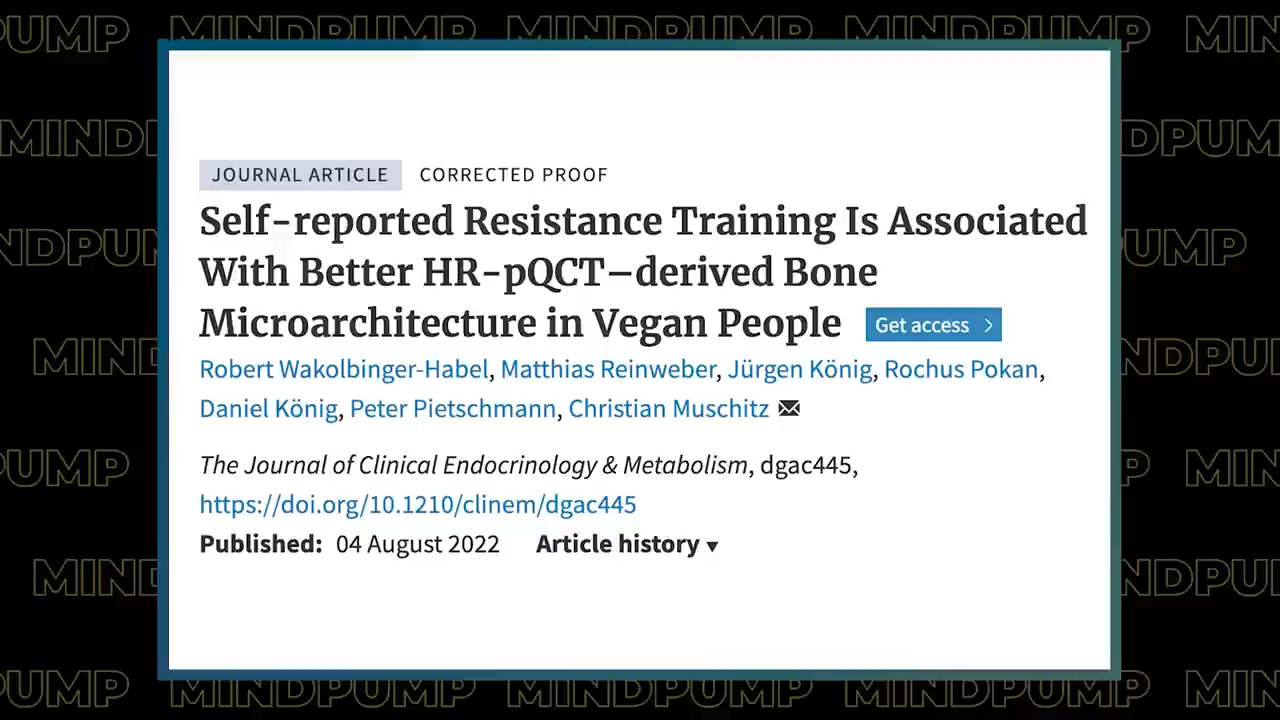 MINDPUMP
JOURNAL ARTICLE CORRECTED PROOF
Self-reported Resistance Training Is Associated
With Better HR-pQCT–derived Bone
Microarchitecture in Vegan People Get access >
Robert Wakolbinger-Habel, Matthias Reinweber, Jürgen König, Rochus Pokan,
Daniel König, Peter Pietschmann, Christian Muschitz
The Journal of Clinical Endocrinology & Metabolism, dgac445,
https://doi.org/10.1210/clinem/dgac445
Published: 04 August 2022 Article history ▾
MINDPUMP